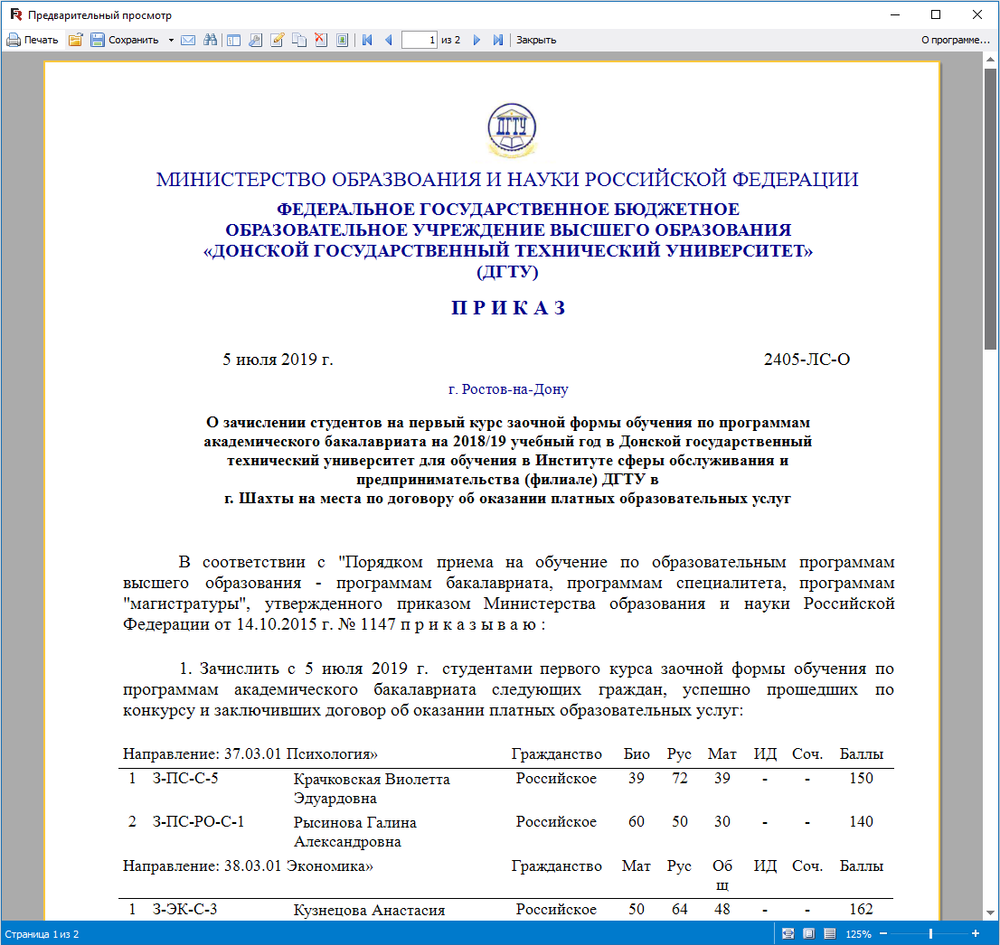 Предварительный просмотр
Печать Сохранить 1 из 2 Закрыть О программе...
ДГТУ
МИНИСТЕРСТВО ОБРАЗВОАНИЯ И НАУКИ РОССИЙСКОЙ ФЕДЕРАЦИИ
ФЕДЕРАЛЬНОЕ ГОСУДАРСТВЕННОЕ БЮДЖЕТНОЕ
ОБРАЗОВАТЕЛЬНОЕ УЧРЕЖДЕНИЕ ВЫСШЕГО ОБРАЗОВАНИЯ
«ДОНСКОЙ ГОСУДАРСТВЕННЫЙ ТЕХНИЧЕСКИЙ УНИВЕРСИТЕТ»
(ДГТУ)
П Р И К А З
5 июля 2019 г. 2405-ЛС-О
г. Ростов-на-Дону
О зачислении студентов на первый курс заочной формы обучения по программам
академического бакалавриата на 2018/19 учебный год в Донской государственный
технический университет для обучения в Институте сферы обслуживания и
предпринимательства (филиале) ДГТУ в
г. Шахты на места по договору об оказании платных образовательных услуг
В соответствии с "Порядком приема на обучение по образовательным программам
высшего образования - программам бакалавриата, программам специалитета, программам
"магистратуры", утвержденного приказом Министерства образования и науки Российской
Федерации от 14.10.2015 г. № 1147 п р и к а з ы в а ю :
1. Зачислить с 5 июля 2019 г. студентами первого курса заочной формы обучения по
программам академического бакалавриата следующих граждан, успешно прошедших по
конкурсу и заключивших договор об оказании платных образовательных услуг:
Направление: 37.03.01 Психология» Гражданство Био Рус Мат ИД Соч. Баллы
1 З-ПС-С-5 Крачковская Виолетта Российское 39 72 39 - - 150
Эдуардовна
2 З-ПС-РО-С-1 Рысинова Галина Российское 60 50 30 - - 140
Александровна
Направление: 38.03.01 Экономика» Гражданство Мат Рус Об ИД Соч. Баллы
щ
1 З-ЭК-С-3 Кузнецова Анастасия Российское 50 64 48 - - 162
Страница 1 из 2 125%